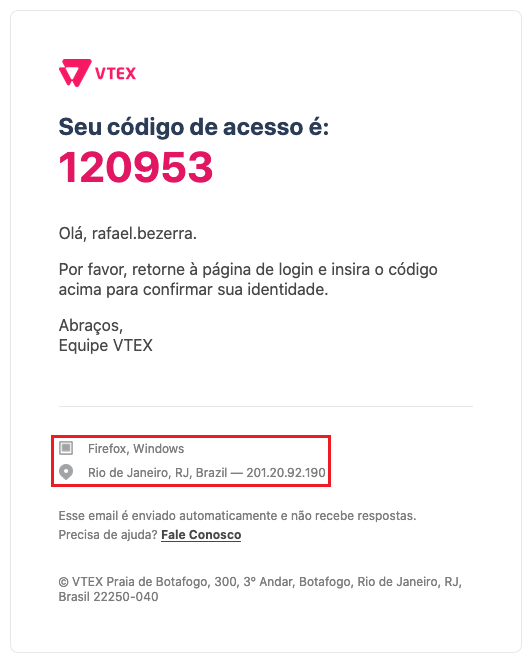 VTEX
Seu código de acesso é:
120953
Olá, rafael.bezerra.
Por favor, retorne à página de login e insira o código
acima para confirmar sua identidade.
Abraços,
Equipe VTEX
Firefox, Windows
Rio de Janeiro, RJ, Brazil — 201.20.92.190
Esse email é enviado automaticamente e não recebe respostas.
Precisa de ajuda? Fale Conosco
© VTEX Praia de Botafogo, 300, 3º Andar, Botafogo, Rio de Janeiro, RJ,
Brasil 22250-040